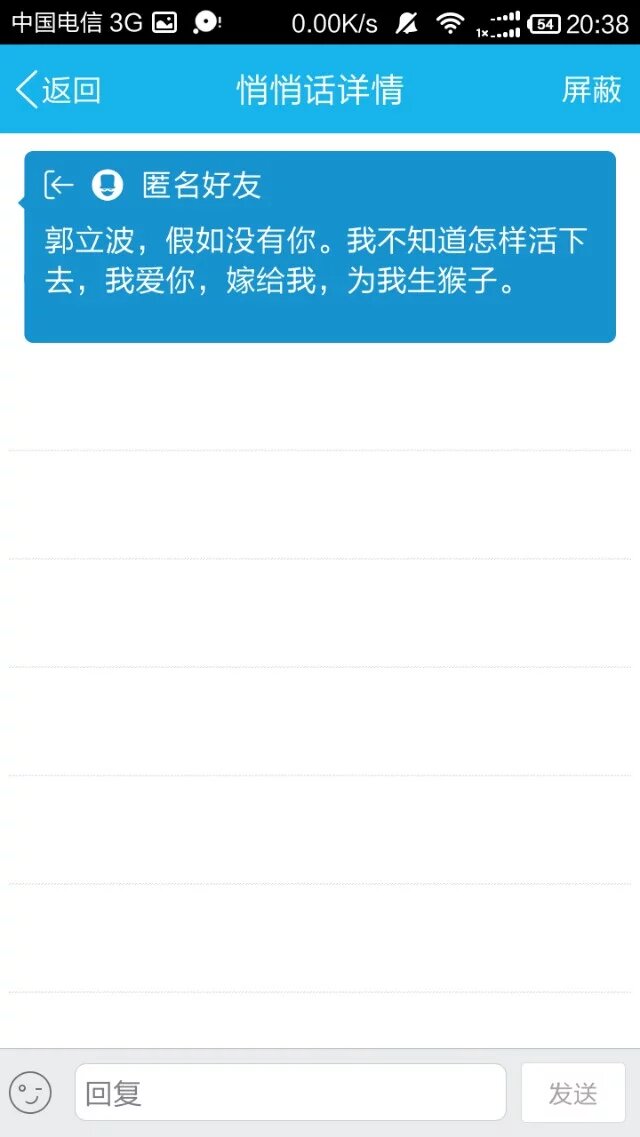 中国电信 3G 0.00K/s 1x 54 20:38
返回 悄悄话详情 屏蔽
匿名好友
郭立波，假如没有你。我不知道怎样活下
去，我爱你，嫁给我，为我生猴子。
回复 发送